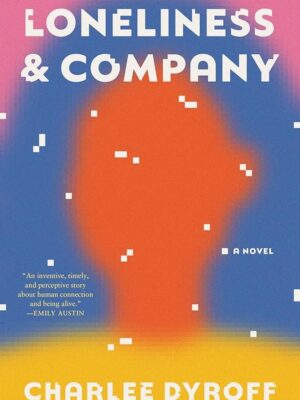 LONELINESS
& COMPANY
A NOVEL
"An inventive, timely,
and perceptive story
about human connection
and being alive."
—EMILY AUSTIN
CHARLEE DYROFF